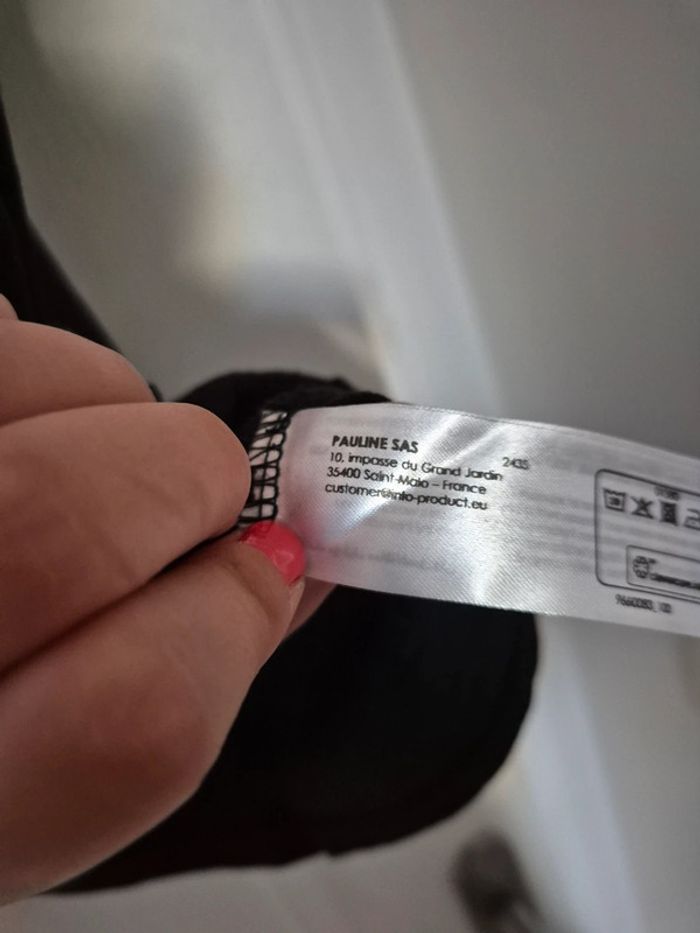 PAULINE SAS
2435
10, impasse du Grand Jardin
35400 Saint-Malo – France
customer@info-product.eu